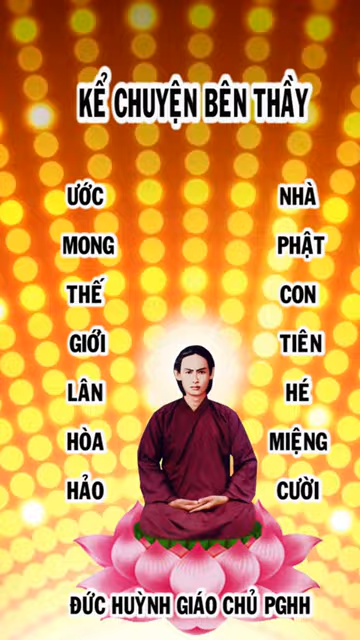 KỂ CHUYỆN BÊN THẦY
ƯỚC
MONG
THẾ
GIỚI
LÂN
HÒA
HẢO
NHÀ
PHẬT
CON
TIÊN
HÉ
MIỆNG
CƯỜI
ĐỨC HUỲNH GIÁO CHỦ PGHH